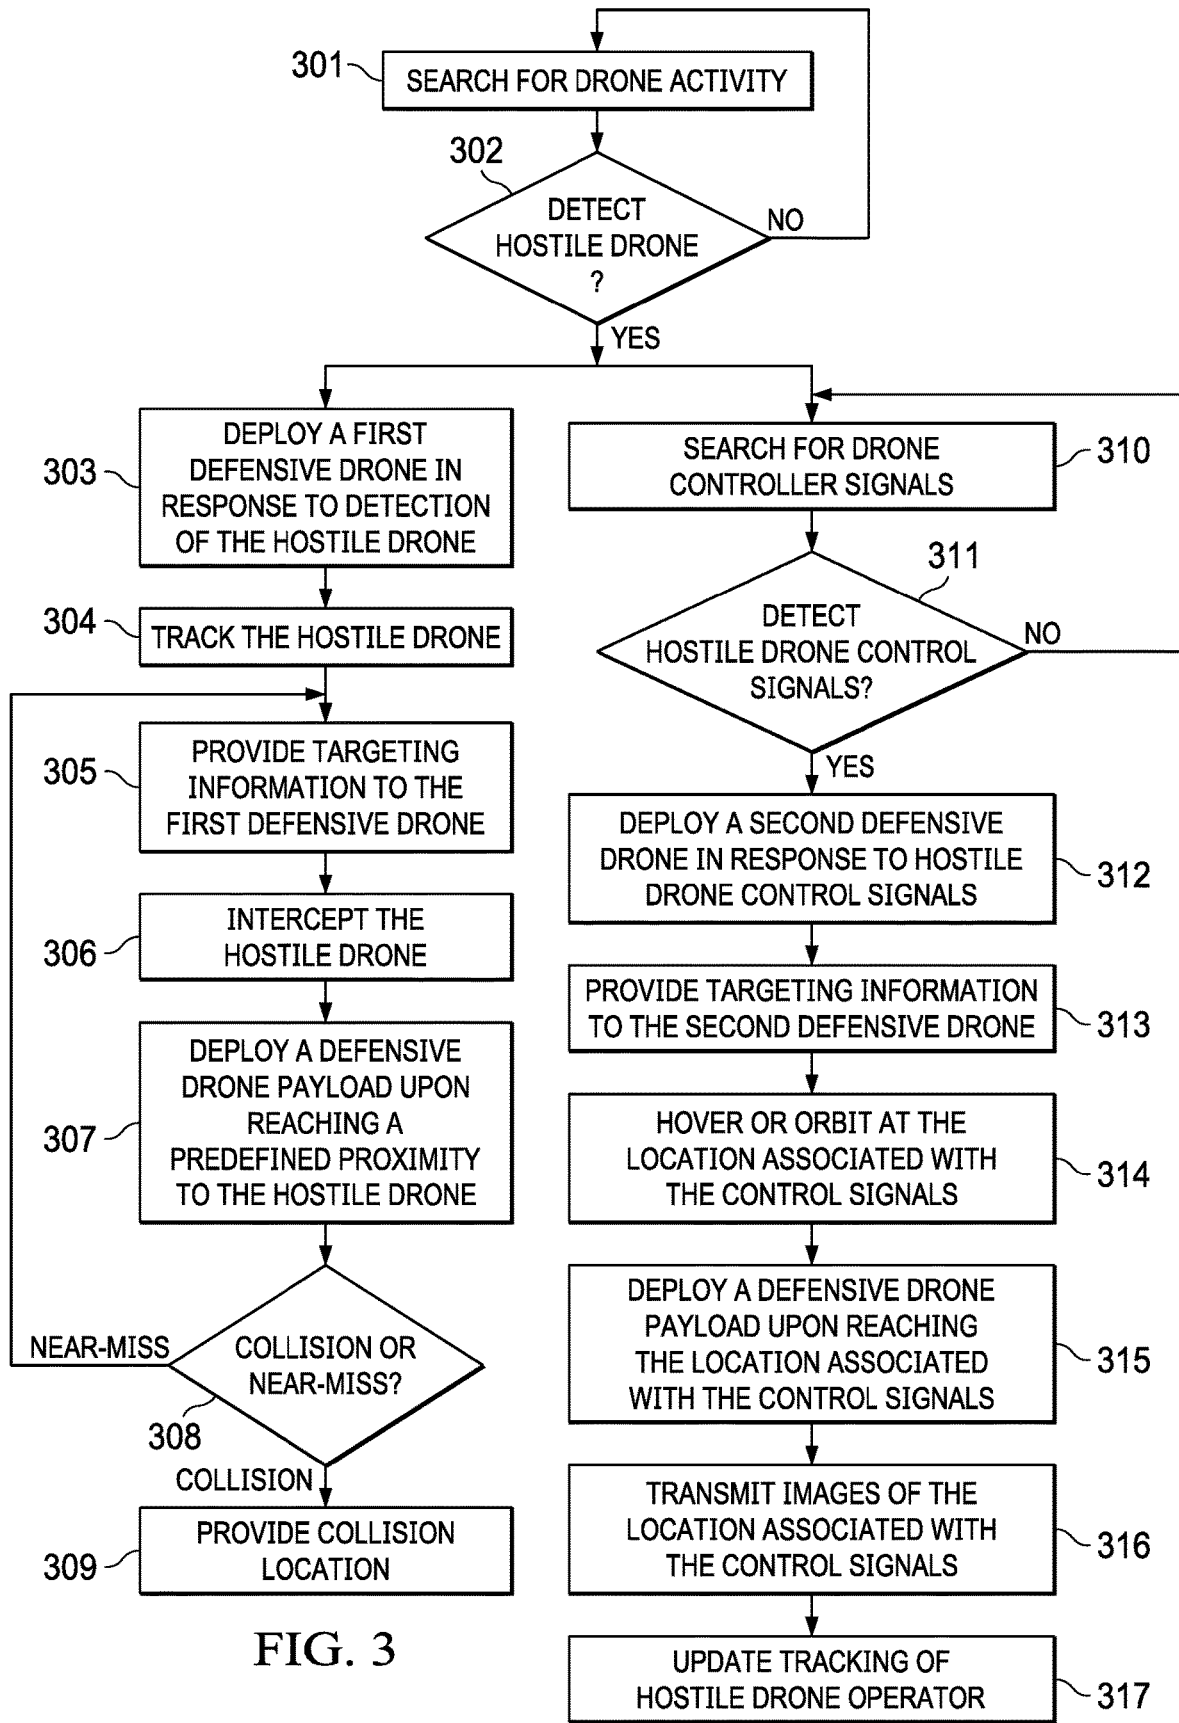 301
SEARCH FOR DRONE ACTIVITY
302
DETECT
HOSTILE DRONE
?
NO
YES
303
DEPLOY A FIRST
DEFENSIVE DRONE IN
RESPONSE TO DETECTION
OF THE HOSTILE DRONE
304
TRACK THE HOSTILE DRONE
305
PROVIDE TARGETING
INFORMATION TO THE
FIRST DEFENSIVE DRONE
306
INTERCEPT THE
HOSTILE DRONE
307
DEPLOY A DEFENSIVE
DRONE PAYLOAD UPON
REACHING A
PREDEFINED PROXIMITY
TO THE HOSTILE DRONE
NEAR-MISS
COLLISION OR
NEAR-MISS?
308
COLLISION
309
PROVIDE COLLISION
LOCATION
SEARCH FOR DRONE
CONTROLLER SIGNALS
310
311
DETECT
HOSTILE DRONE CONTROL
SIGNALS?
NO
YES
DEPLOY A SECOND DEFENSIVE
DRONE IN RESPONSE TO HOSTILE
DRONE CONTROL SIGNALS
312
PROVIDE TARGETING INFORMATION
TO THE SECOND DEFENSIVE DRONE
313
HOVER OR ORBIT AT THE
LOCATION ASSOCIATED WITH
THE CONTROL SIGNALS
314
DEPLOY A DEFENSIVE DRONE
PAYLOAD UPON REACHING
THE LOCATION ASSOCIATED
WITH THE CONTROL SIGNALS
315
TRANSMIT IMAGES OF THE
LOCATION ASSOCIATED WITH
THE CONTROL SIGNALS
316
UPDATE TRACKING OF
HOSTILE DRONE OPERATOR
317
FIG. 3